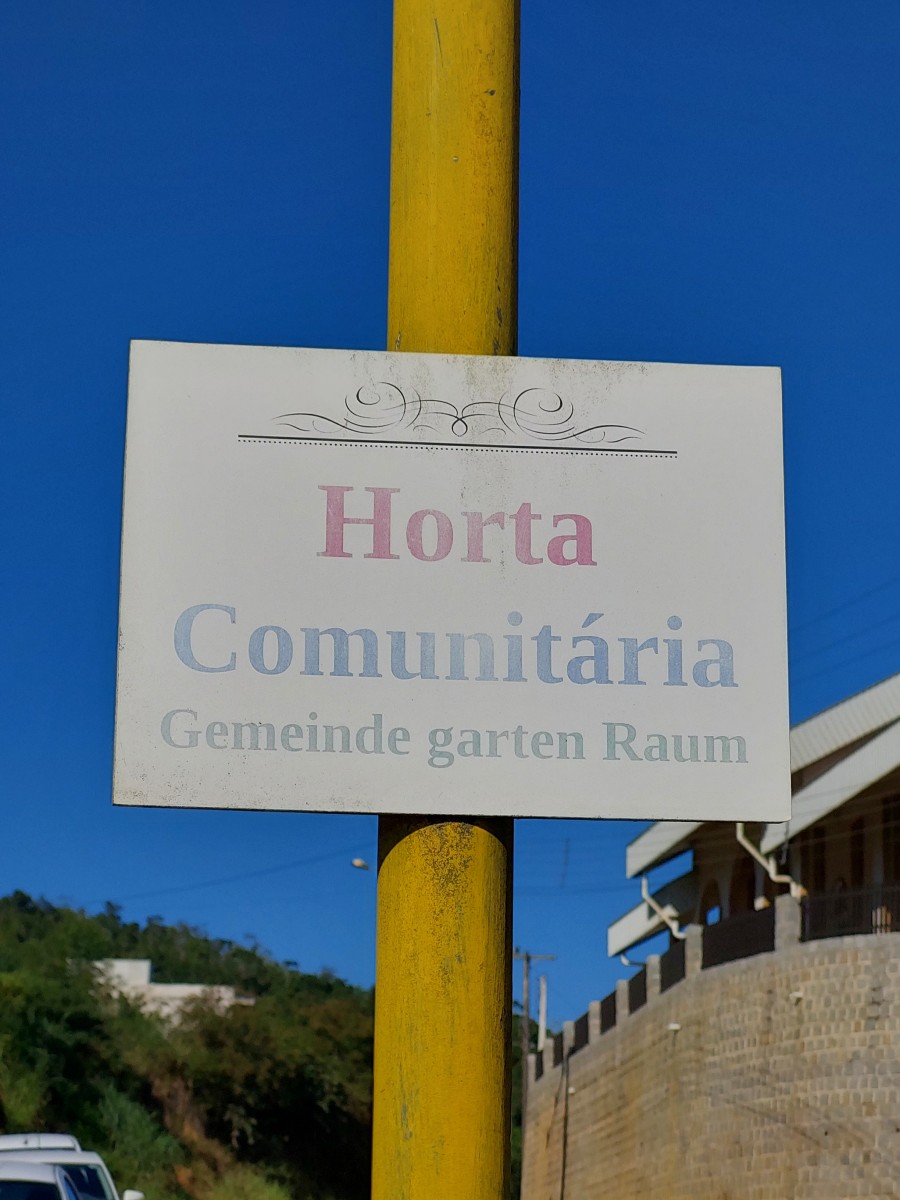 Horta
Comunitária
Gemeinde garten Raum